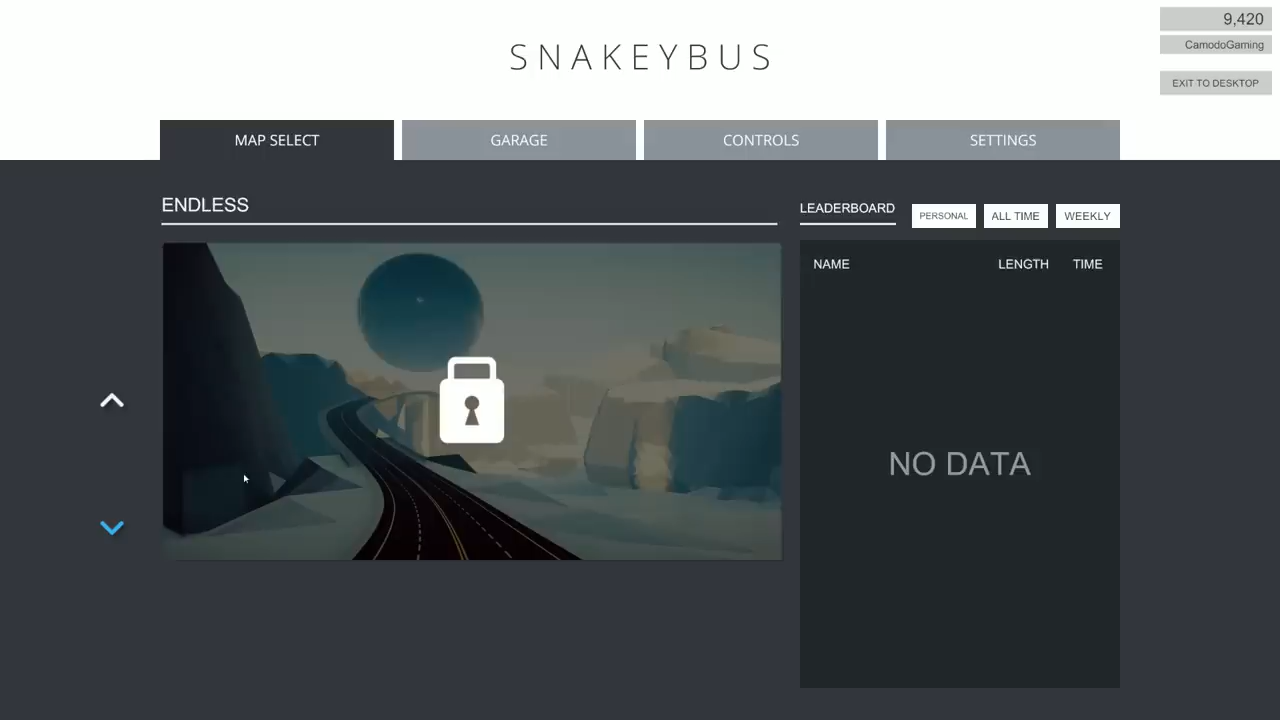 9,420
SNAKEYBUS
CamodoGaming
EXIT TO DESKTOP
MAP SELECT
GARAGE
CONTROLS
SETTINGS
ENDLESS
LEADERBOARD
PERSONAL
ALL TIME
WEEKLY
NAME
LENGTH
TIME
NO DATA